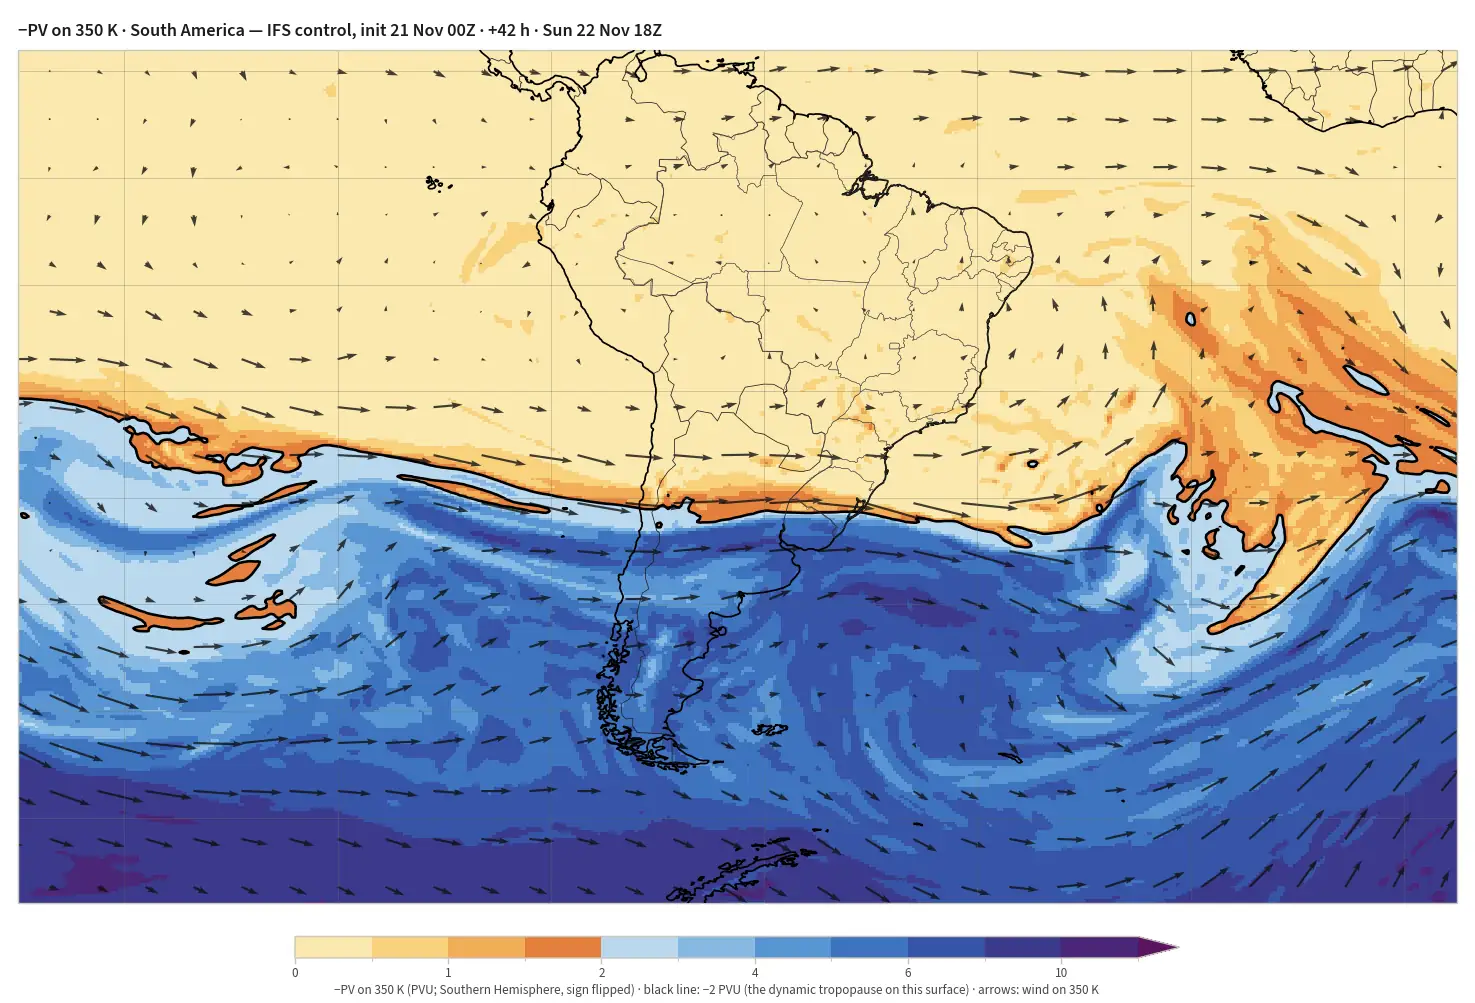 −PV on 350 K · South America — IFS control, init 21 Nov 00Z · +42 h · Sun 22 Nov 18Z
0 1 2 4 6 10
−PV on 350 K (PVU; Southern Hemisphere, sign flipped) · black line: −2 PVU (the dynamic tropopause on this surface) · arrows: wind on 350 K